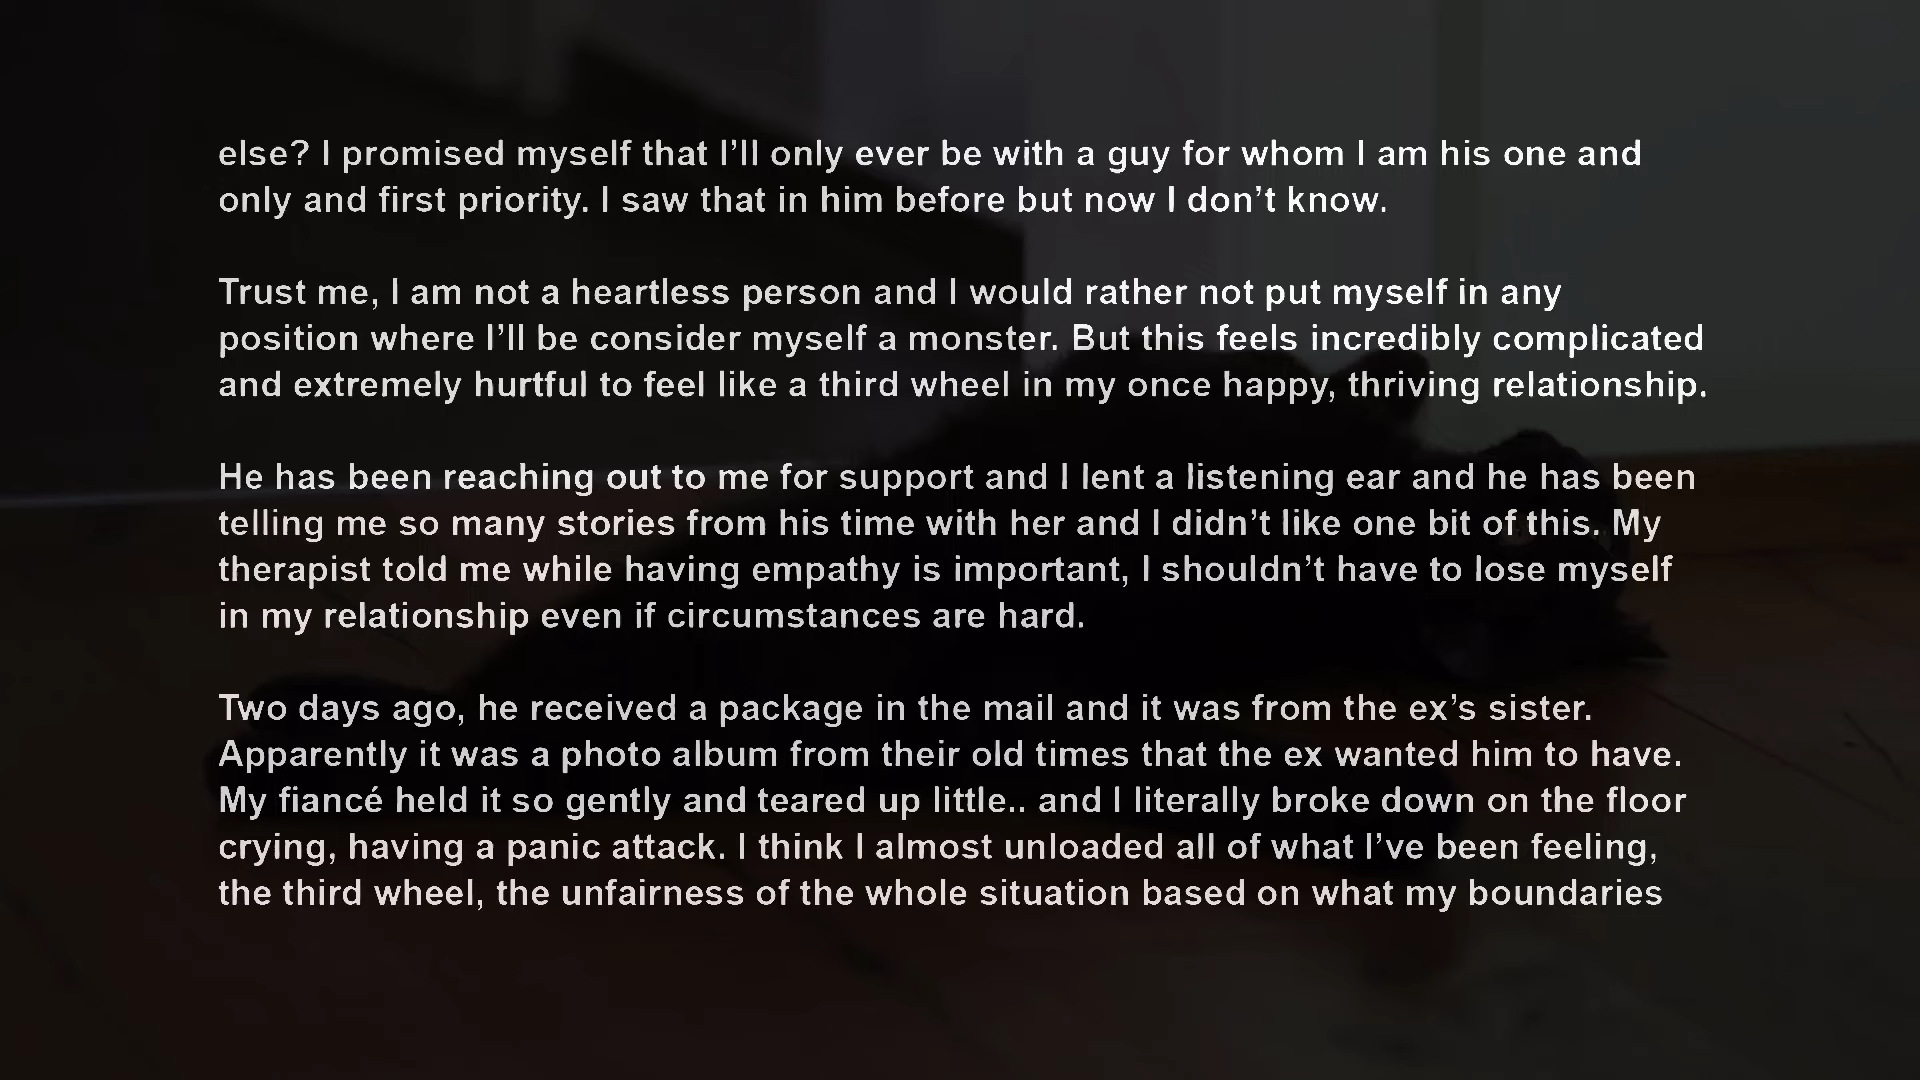 else? I promised myself that I’ll only ever be with a guy for whom I am his one and
only and first priority. I saw that in him before but now I don’t know.
Trust me, I am not a heartless person and I would rather not put myself in any
position where I’ll be consider myself a monster. But this feels incredibly complicated
and extremely hurtful to feel like a third wheel in my once happy, thriving relationship.
He has been reaching out to me for support and I lent a listening ear and he has been
telling me so many stories from his time with her and I didn’t like one bit of this. My
therapist told me while having empathy is important, I shouldn’t have to lose myself
in my relationship even if circumstances are hard.
Two days ago, he received a package in the mail and it was from the ex’s sister.
Apparently it was a photo album from their old times that the ex wanted him to have.
My fiancé held it so gently and teared up little.. and I literally broke down on the floor
crying, having a panic attack. I think I almost unloaded all of what I’ve been feeling,
the third wheel, the unfairness of the whole situation based on what my boundaries